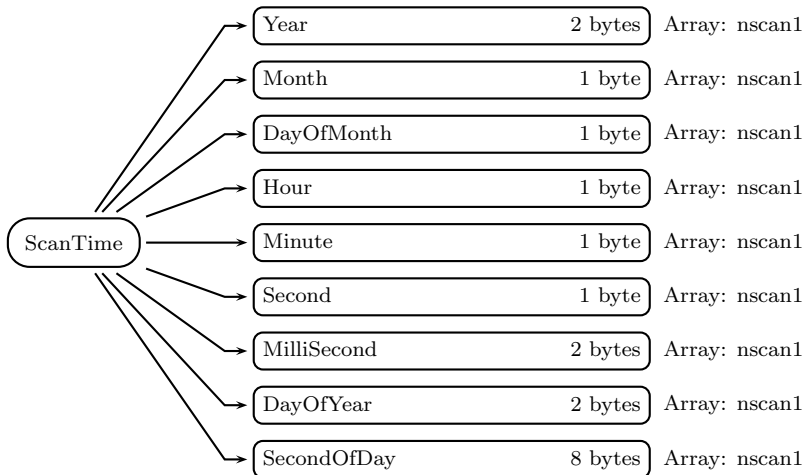 Year 2 bytes Array: nscan1
Month 1 byte Array: nscan1
DayOfMonth 1 byte Array: nscan1
Hour 1 byte Array: nscan1
ScanTime Minute 1 byte Array: nscan1
Second 1 byte Array: nscan1
MilliSecond 2 bytes Array: nscan1
DayOfYear 2 bytes Array: nscan1
SecondOfDay 8 bytes Array: nscan1